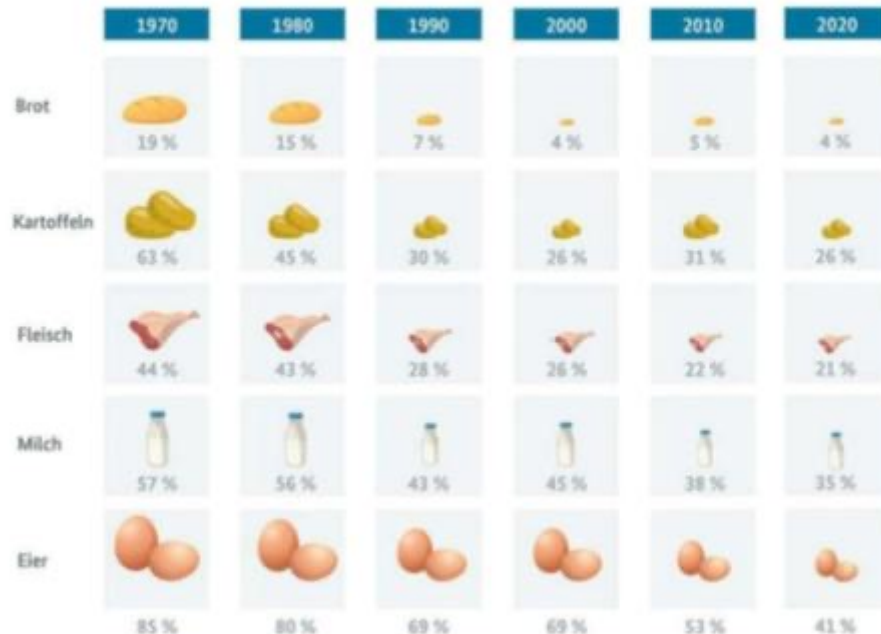 1970 1980 1990 2000 2010 2020
Brot
19 % 15 % 7 % 4 % 5 % 4 %
Kartoffeln
63 % 45 % 30 % 26 % 31 % 26 %
Fleisch
44 % 43 % 28 % 26 % 22 % 21 %
Milch
57 % 56 % 43 % 45 % 38 % 35 %
Eier
85 % 80 % 69 % 69 % 53 % 41 %